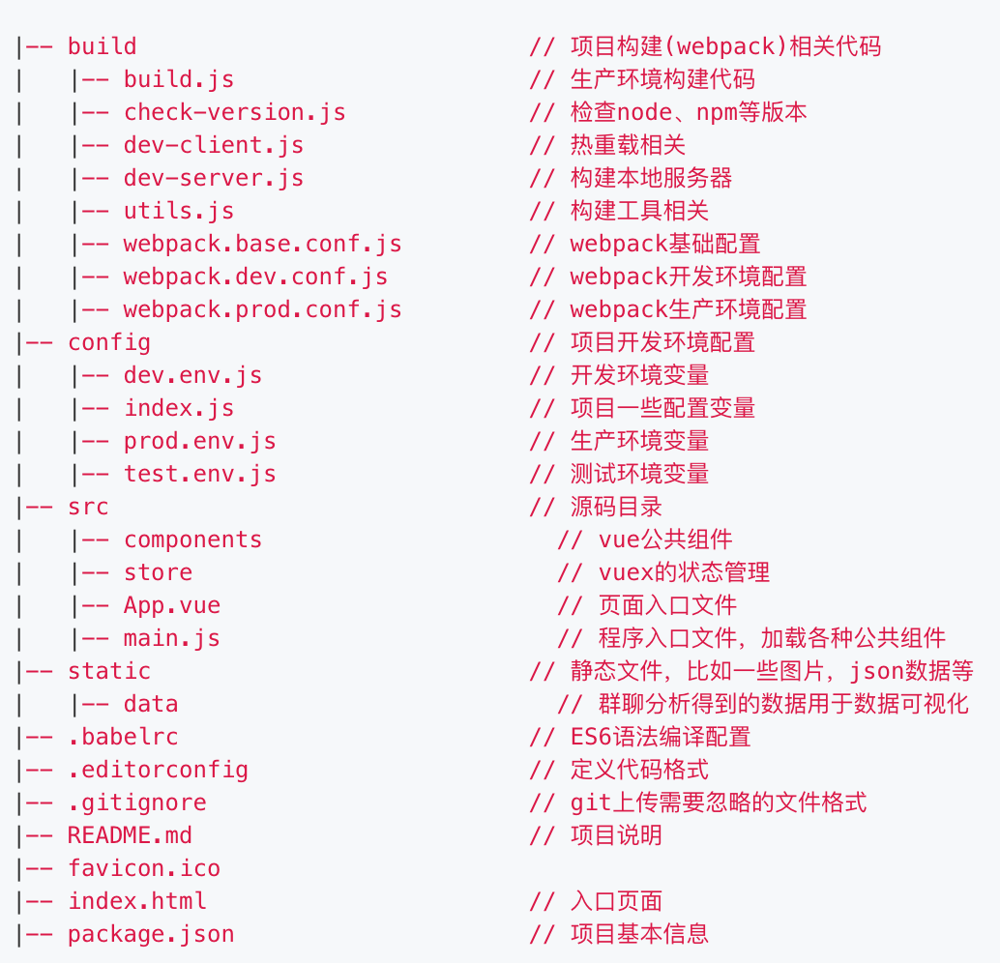 |-- build                            // 项目构建(webpack)相关代码
|   |-- build.js                     // 生产环境构建代码
|   |-- check-version.js             // 检查node、npm等版本
|   |-- dev-client.js                // 热重载相关
|   |-- dev-server.js                // 构建本地服务器
|   |-- utils.js                     // 构建工具相关
|   |-- webpack.base.conf.js         // webpack基础配置
|   |-- webpack.dev.conf.js          // webpack开发环境配置
|   |-- webpack.prod.conf.js         // webpack生产环境配置
|-- config                           // 项目开发环境配置
|   |-- dev.env.js                   // 开发环境变量
|   |-- index.js                     // 项目一些配置变量
|   |-- prod.env.js                  // 生产环境变量
|   |-- test.env.js                  // 测试环境变量
|-- src                              // 源码目录
|   |-- components                     // vue公共组件
|   |-- store                          // vuex的状态管理
|   |-- App.vue                        // 页面入口文件
|   |-- main.js                        // 程序入口文件，加载各种公共组件
|-- static                           // 静态文件，比如一些图片，json数据等
|   |-- data                           // 群聊分析得到的数据用于数据可视化
|-- .babelrc                         // ES6语法编译配置
|-- .editorconfig                    // 定义代码格式
|-- .gitignore                       // git上传需要忽略的文件格式
|-- README.md                        // 项目说明
|-- favicon.ico
|-- index.html                       // 入口页面
|-- package.json                     // 项目基本信息